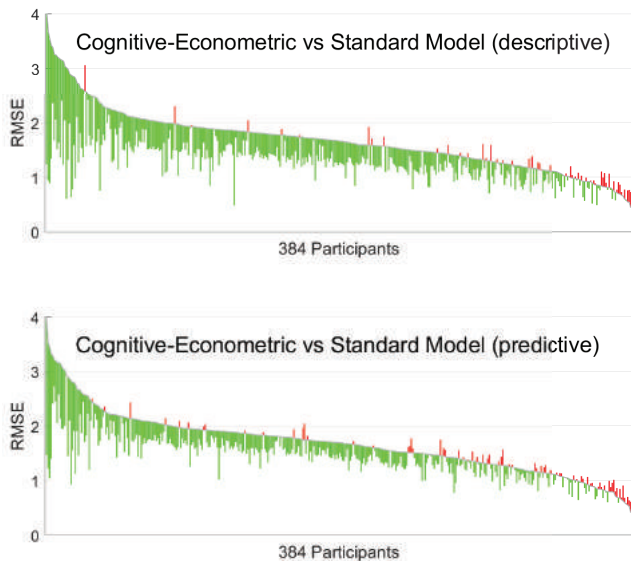 4
Cognitive-Econometric vs Standard Model (descriptive)
3
RMSE
2
1
0
384 Participants
4
Cognitive-Econometric vs Standard Model (predictive)
3
RMSE
2
1
0
384 Participants